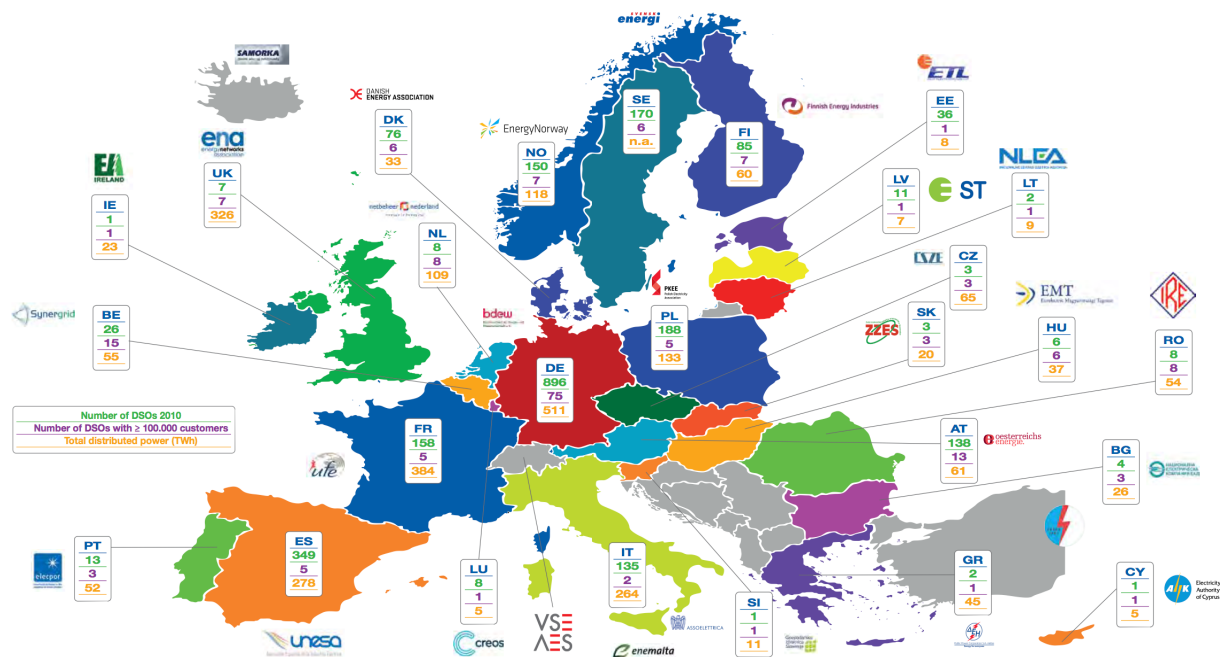 SVENSK
energi
SAMORKA
DANISH
ENERGY ASSOCIATION
ETL
SE
170
6
n.a.
EE
36
1
8
Finnish Energy Industries
DK
76
6
33
EnergyNorway
FI
85
7
60
ena
energy networks
association
NO
150
7
118
NLEA
EA
IRELAND
UK
7
7
326
LV
11
1
7
EST
LT
2
1
9
IE
1
1
23
netbeheer nederland
NL
8
8
109
CSZE
CZ
3
3
65
PKEE
EMT
IRE
Synergrid
BE
26
15
55
bdew
PL
188
5
133
ZZES
SK
3
3
20
HU
6
6
37
RO
8
8
54
DE
896
75
511
Number of DSOs 2010
Number of DSOs with ≥ 100.000 customers
Total distributed power (TWh)
FR
158
5
384
AT
138
13
61
oesterreichs
energie.
BG
4
3
26
ufe
PT
13
3
52
elecpor
ES
349
5
278
LU
8
1
5
IT
135
2
264
SI
1
1
11
GR
2
1
45
CY
1
1
5
Electricity
Authority
of Cyprus
unesa
creos
VSE
AES
ASSOELETTRICA
enemalta
ΔEH